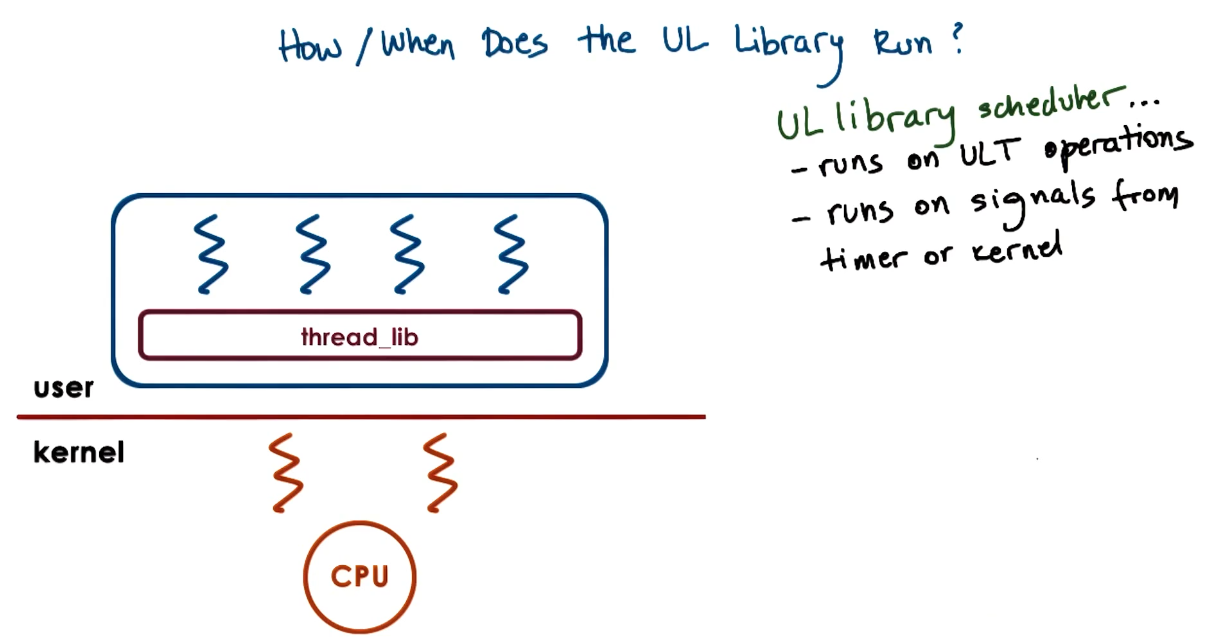 How / When Does the UL Library Run?
UL library scheduler...
- runs on ULT operations
- runs on signals from
timer or kernel
thread_lib
user
kernel
CPU